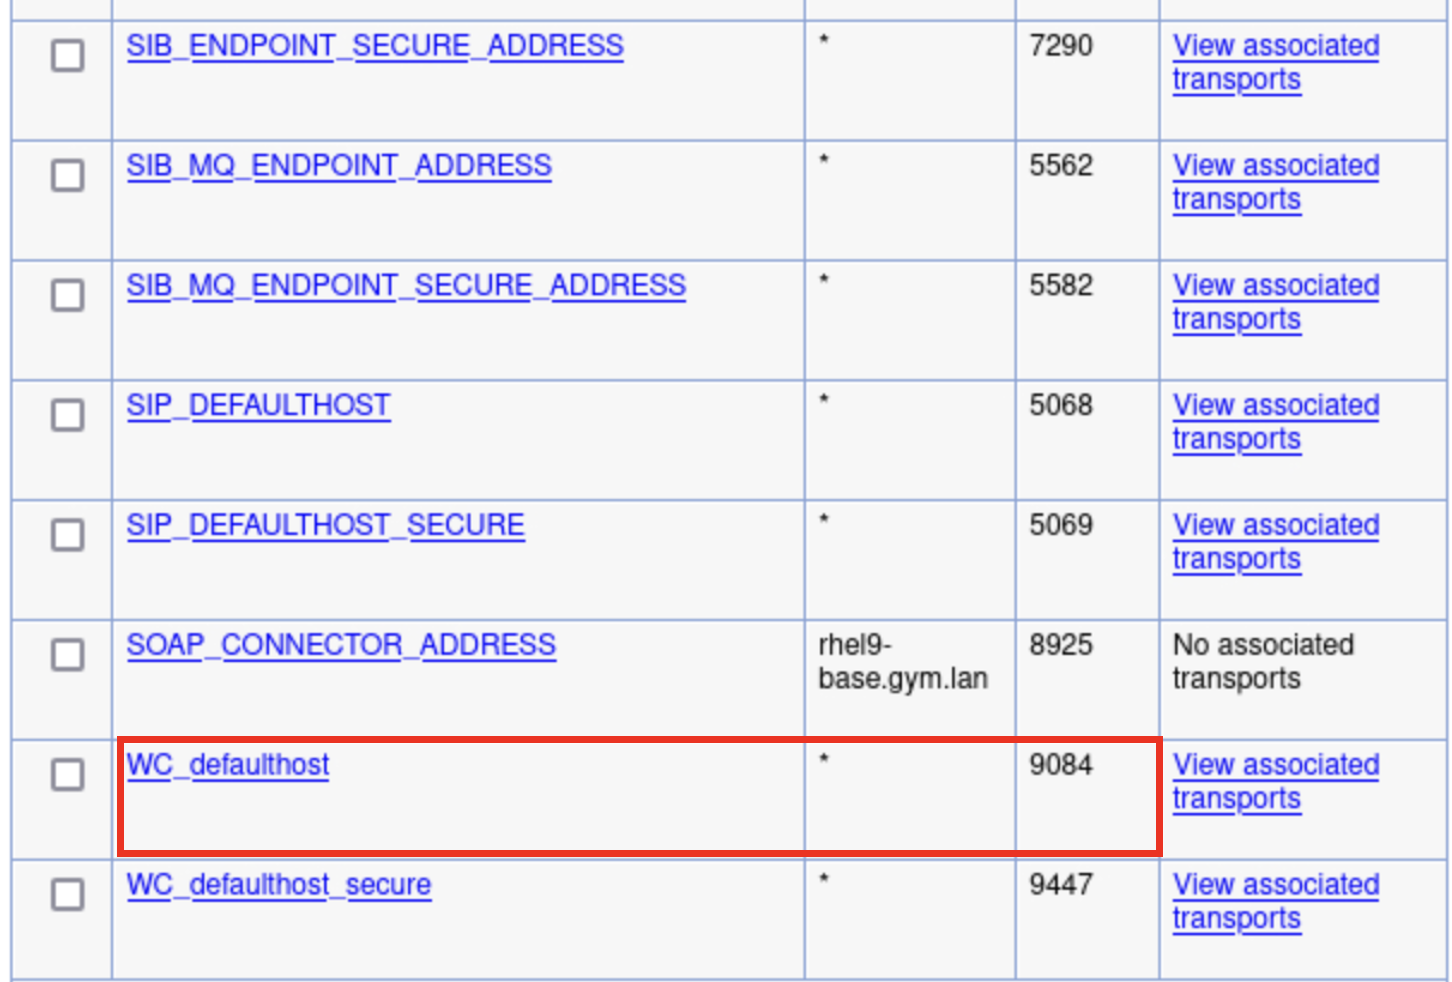 SIB_ENDPOINT_SECURE_ADDRESS * 7290 View associated
transports
SIB_MQ_ENDPOINT_ADDRESS * 5562 View associated
transports
SIB_MQ_ENDPOINT_SECURE_ADDRESS * 5582 View associated
transports
SIP_DEFAULTHOST * 5068 View associated
transports
SIP_DEFAULTHOST_SECURE * 5069 View associated
transports
SOAP_CONNECTOR_ADDRESS rhel9- 8925 No associated
base.gym.lan transports
WC_defaulthost * 9084 View associated
transports
WC_defaulthost_secure * 9447 View associated
transports